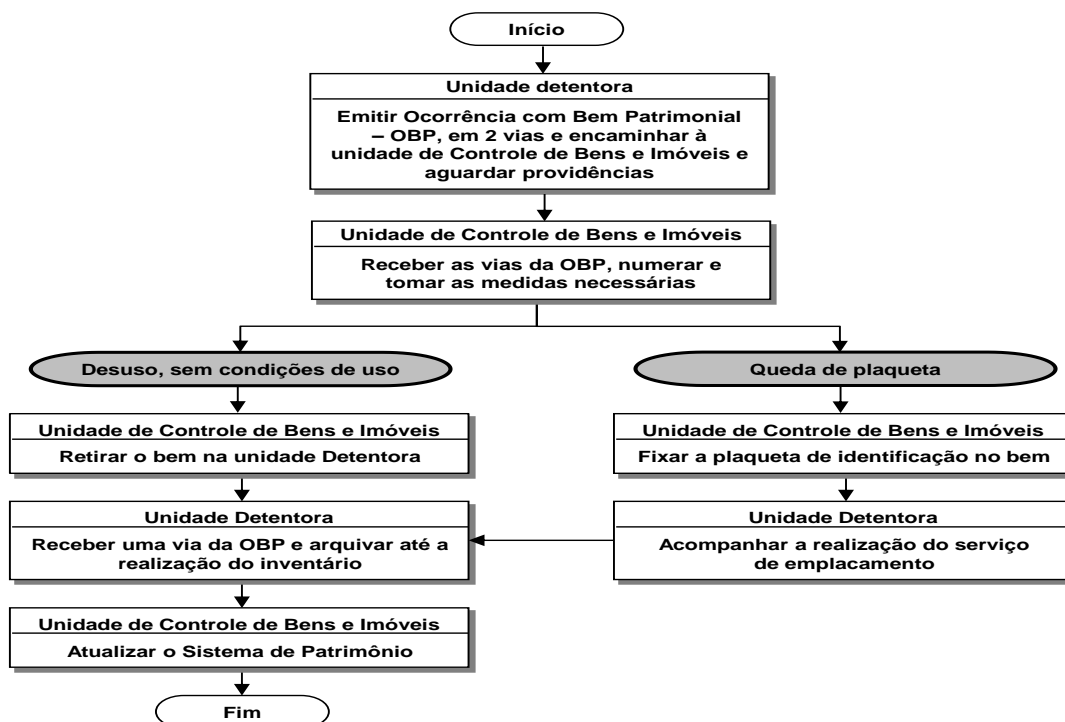 Início
Unidade detentora
Emitir Ocorrência com Bem Patrimonial
– OBP, em 2 vias e encaminhar à
unidade de Controle de Bens e Imóveis e
aguardar providências
Unidade de Controle de Bens e Imóveis
Receber as vias da OBP, numerar e
tomar as medidas necessárias
Desuso, sem condições de uso
Queda de plaqueta
Unidade de Controle de Bens e Imóveis
Retirar o bem na unidade Detentora
Unidade de Controle de Bens e Imóveis
Fixar a plaqueta de identificação no bem
Unidade Detentora
Receber uma via da OBP e arquivar até a
realização do inventário
Unidade Detentora
Acompanhar a realização do serviço
de emplacamento
Unidade de Controle de Bens e Imóveis
Atualizar o Sistema de Patrimônio
Fim